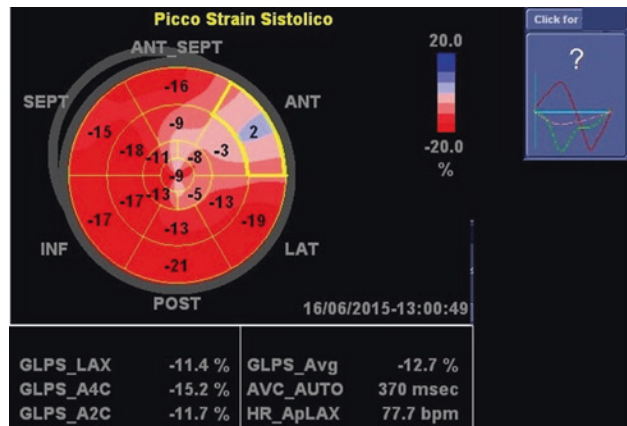 Picco Strain Sistolico
Click for
ANT_SEPT
20.0
?
SEPT
ANT
-16
-15
-9
2
-18
-11
-8
-3
-20.0
-9
%
-17
-17
-13
-5
-13
-19
-13
INF
LAT
-21
POST
16/06/2015-13:00:49
GLPS_LAX -11.4 % GLPS_Avg -12.7 %
GLPS_A4C -15.2 % AVC_AUTO 370 msec
GLPS_A2C -11.7 % HR_ApLAX 77.7 bpm